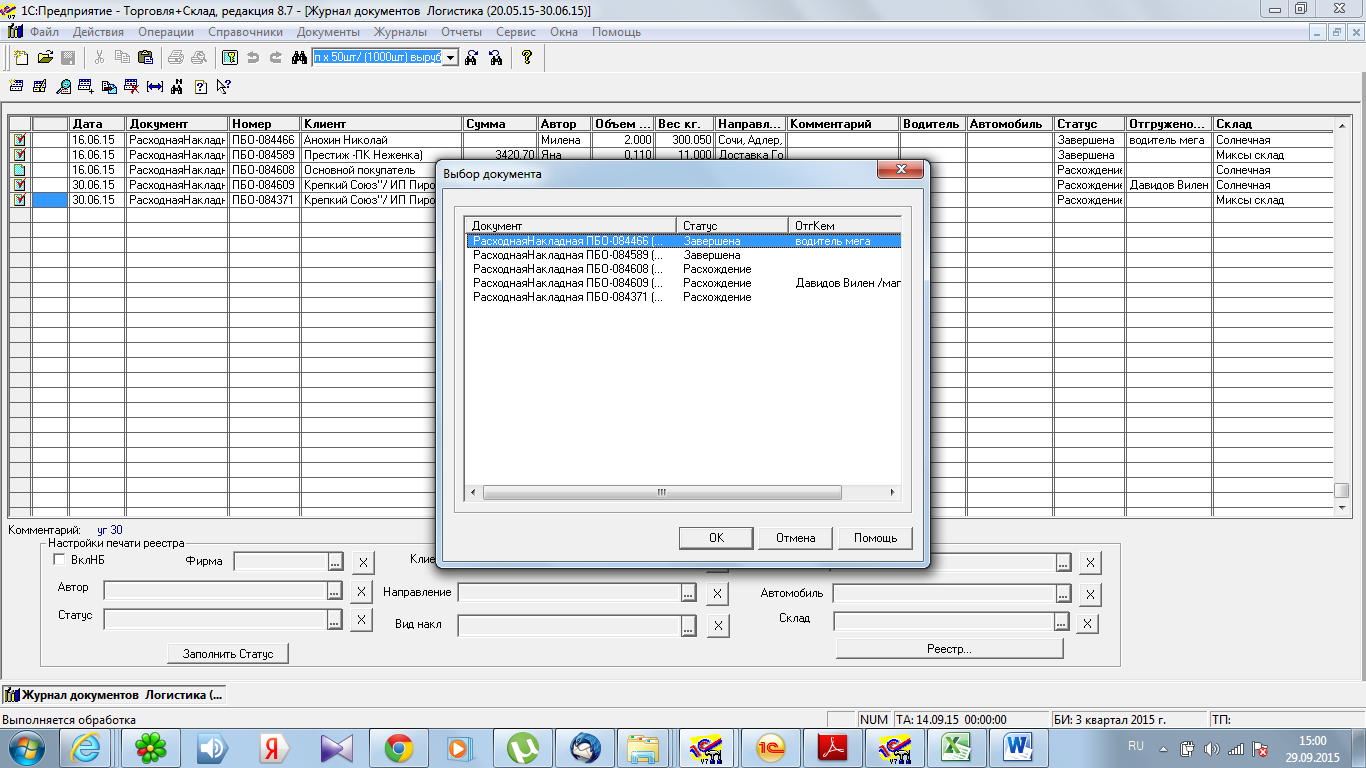 1С:Предприятие - Торговля+Склад, редакция 8.7 - [Журнал документов Логистика (20.05.15-30.06.15)]
Файл Действия Операции Справочники Документы Журналы Отчеты Сервис Окна Помощь
п х 50шт/ (1000шт) выруб
Дата Документ Номер Клиент Сумма Автор Объем ... Вес кг. Направл... Комментарий Водитель Автомобиль Статус Отгружено... Склад
16.06.15 РасходнаяНакладн ПБО-084466 Анохин Николай Милена 2.000 300.050 Сочи, Адлер, Завершена водитель мега Солнечная
16.06.15 РасходнаяНакладн ПБО-084589 Престиж -ПК Неженка) 3420.70 Яна 0.110 11.000 Доставка Го Завершена Миксы склад
16.06.15 РасходнаяНакладн ПБО-084608 Основной покупатель Расхождение Солнечная
30.06.15 РасходнаяНакладн ПБО-084609 Крепкий Союз"/ ИП Пиро Расхождение Давидов Вилен Солнечная
30.06.15 РасходнаяНакладн ПБО-084371 Крепкий Союз"/ ИП Пиро Расхождение Миксы склад
Выбор документа
Документ Статус ОтгКем
РасходнаяНакладная ПБО-084466 (... Завершена водитель мега
РасходнаяНакладная ПБО-084589 (... Завершена
РасходнаяНакладная ПБО-084608 (... Расхождение
РасходнаяНакладная ПБО-084609 (... Расхождение Давидов Вилен /маг
РасходнаяНакладная ПБО-084371 (... Расхождение
OK Отмена Помощь
Комментарий: уг 30
Настройки печати реестра
ВклНБ Фирма ... X Клие ... X
Автор ... X Направление ... X Автомобиль ... X
Статус ... X Вид накл ... X Склад ... X
Заполнить Статус Реестр...
Журнал документов Логистика (...
Выполняется обработка NUM ТА: 14.09.15 00:00:00 БИ: 3 квартал 2015 г. ТП:
RU 15:00
29.09.2015